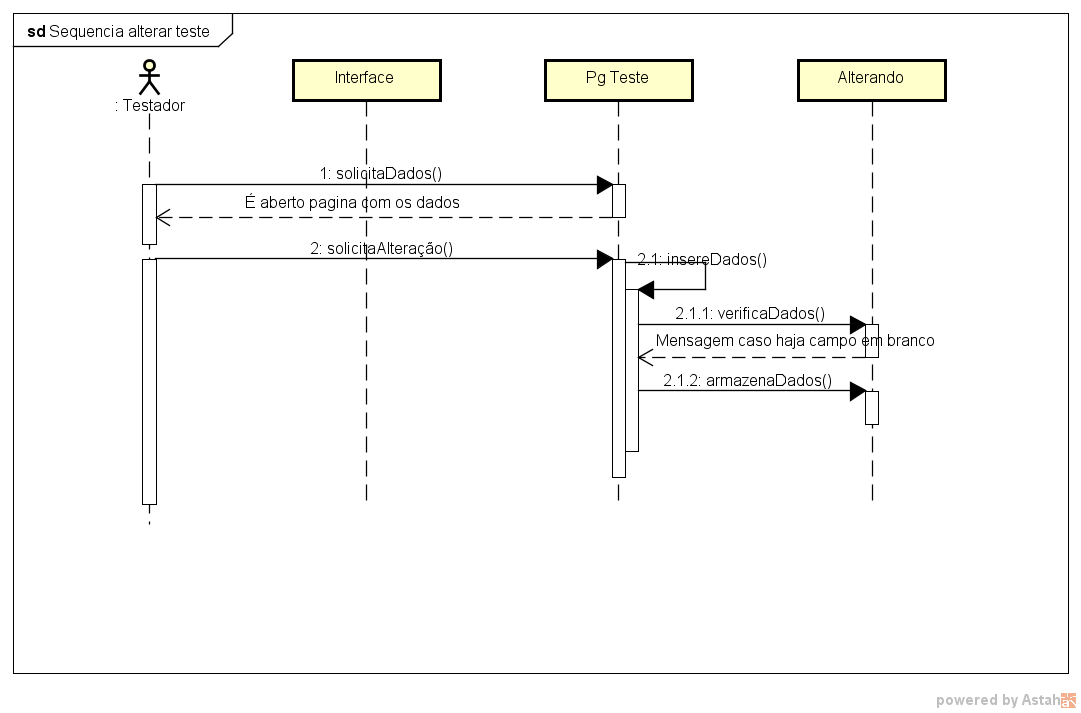 sd Sequencia alterar teste
: Testador
Interface
Pg Teste
Alterando
1: solicitaDados()
É aberto pagina com os dados
2: solicitaAlteração()
2.1: insereDados()
2.1.1: verificaDados()
Mensagem caso haja campo em branco
2.1.2: armazenaDados()
powered by Astah